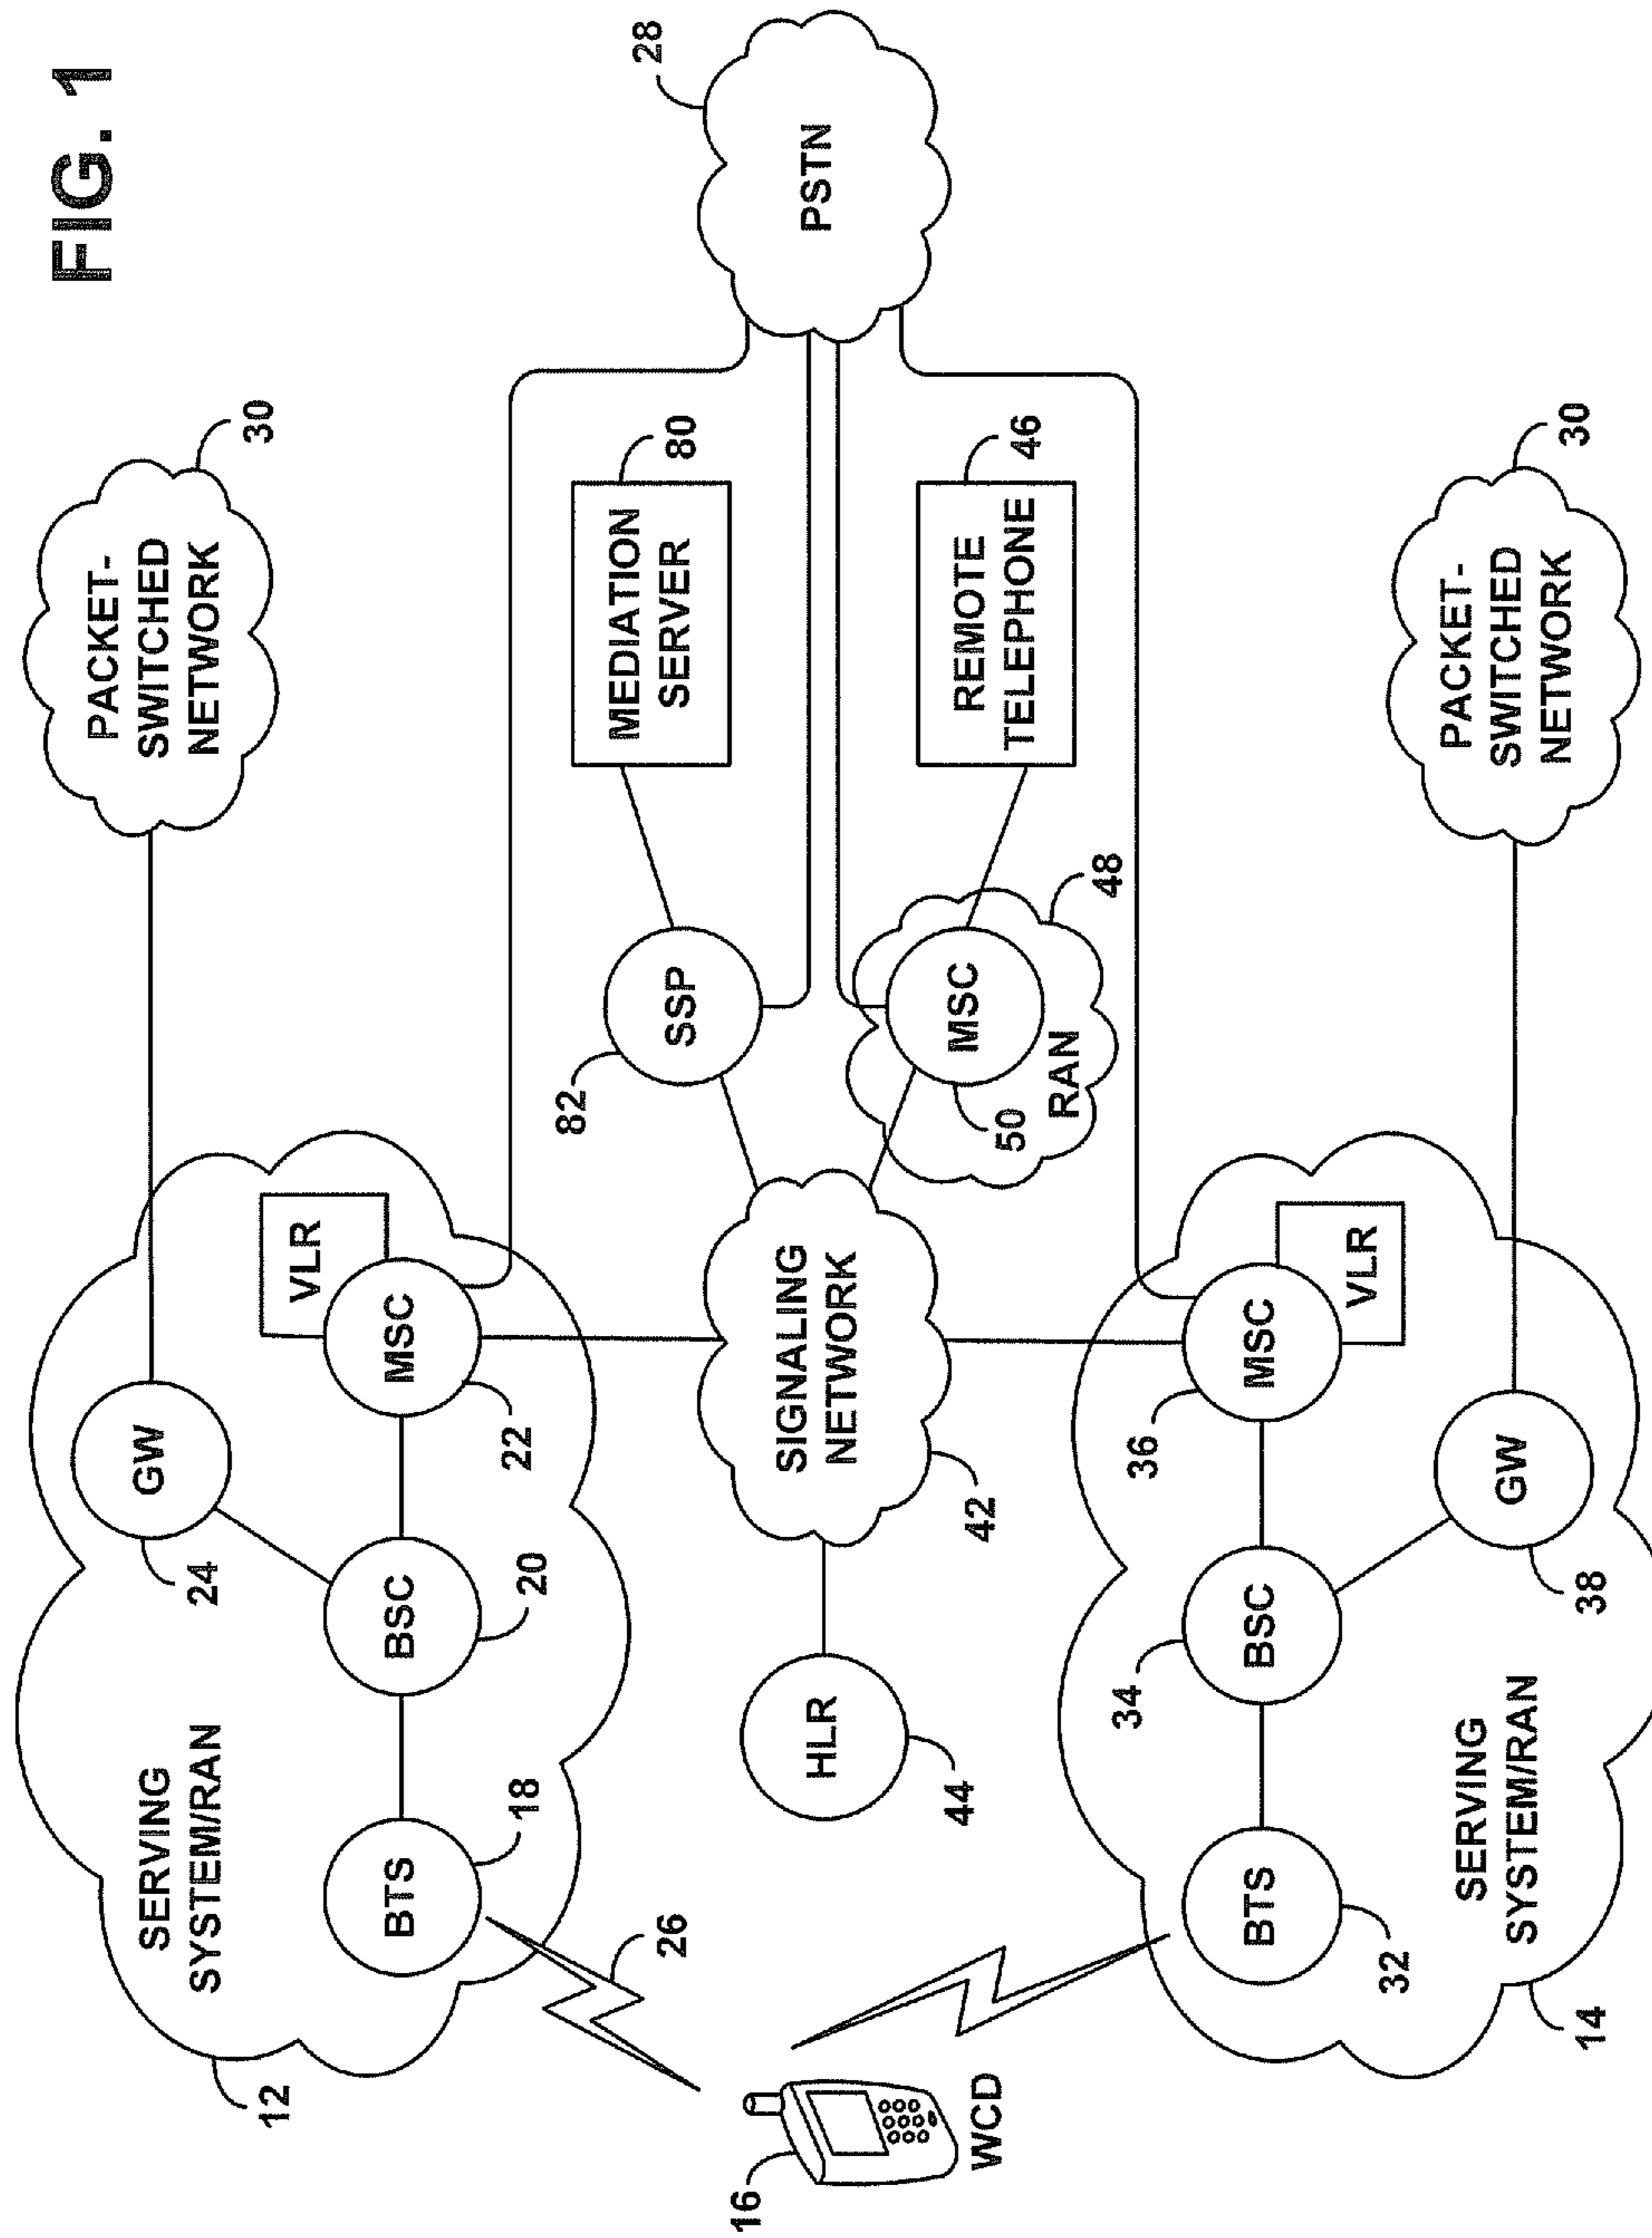 FIG. 1
SERVING
SYSTEM/RAN
12
BTS
18
BSC
20
GW
24
VLR
MSC
22
PACKET-
SWITCHED
NETWORK
30
26
16
WCD
HLR
44
SIGNALING
NETWORK
42
SSP
82
MEDIATION
SERVER
80
MSC
50
RAN
48
REMOTE
TELEPHONE
46
PSTN
28
BTS
32
BSC
34
MSC
36
VLR
GW
38
SERVING
SYSTEM/RAN
14
PACKET-
SWITCHED
NETWORK
30